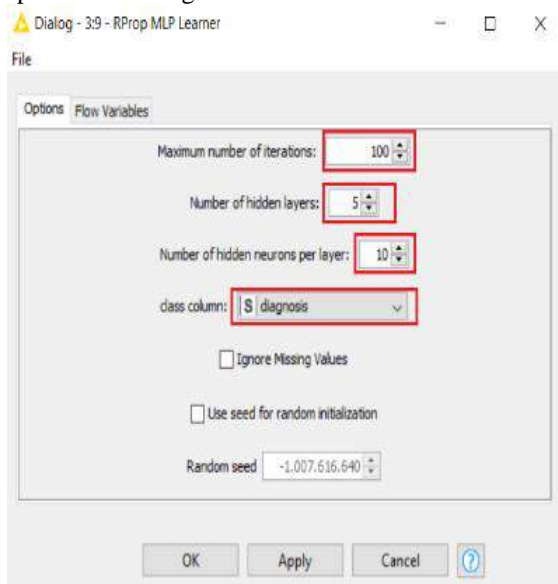 Dialog - 3:9 - RProp MLP Learner
File
Options Flow Variables
Maximum number of iterations: 100
Number of hidden layers: 5
Number of hidden neurons per layer: 10
class column: S diagnosis
Ignore Missing Values
Use seed for random initialization
Random seed -1.007.616.640
OK Apply Cancel ?